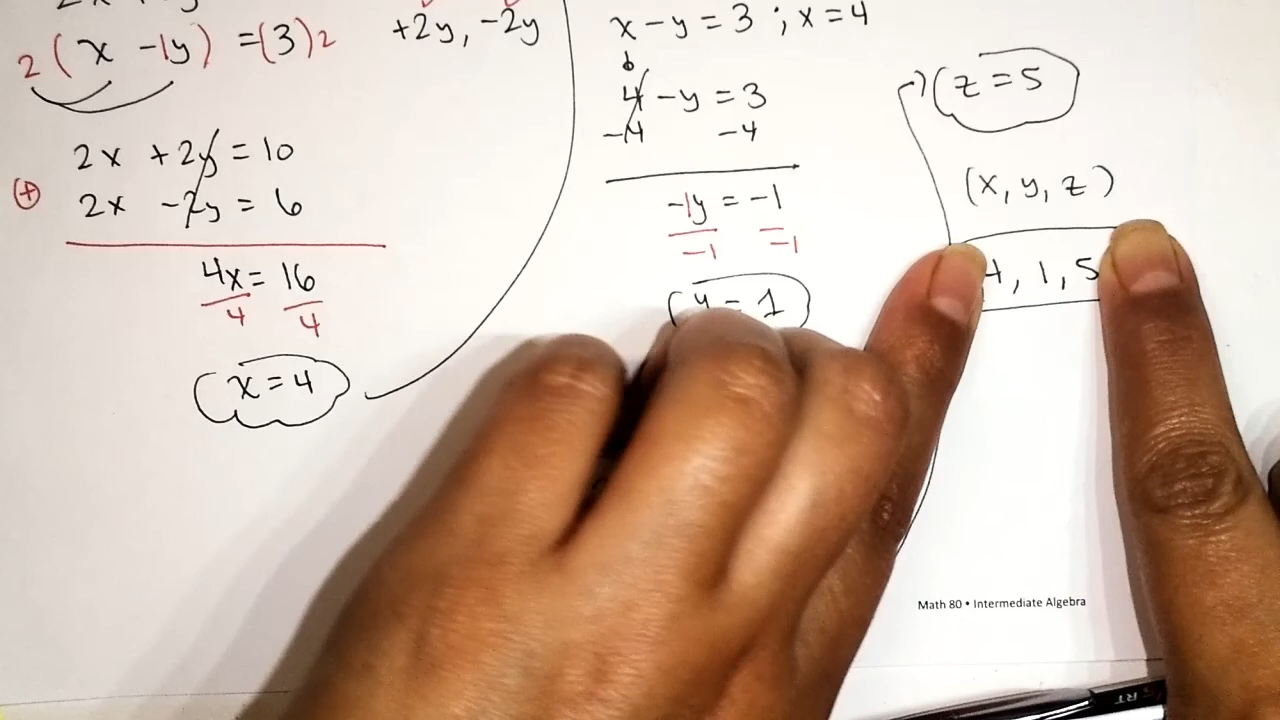 2(x -1y) =(3)2
+2y, -2y
2x +2y = 10
⊕
2x -2y = 6
4x = 16
4 4
x = 4
x - y = 3 ; x = 4
0
4 - y = 3
-4 -4
-1y = -1
-1 -1
y = 1
z = 5
(x, y, z)
4, 1, 5
Math 80 • Intermediate Algebra